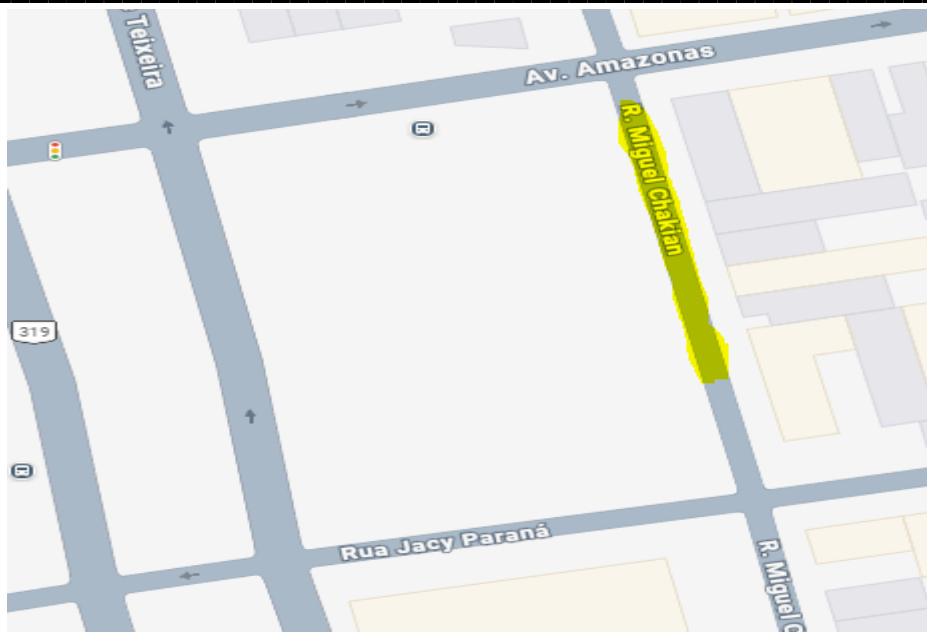 Teixeira
Av. Amazonas
R. Miguel Chakian
319
Rua Jacy Paraná
R. Miguel C